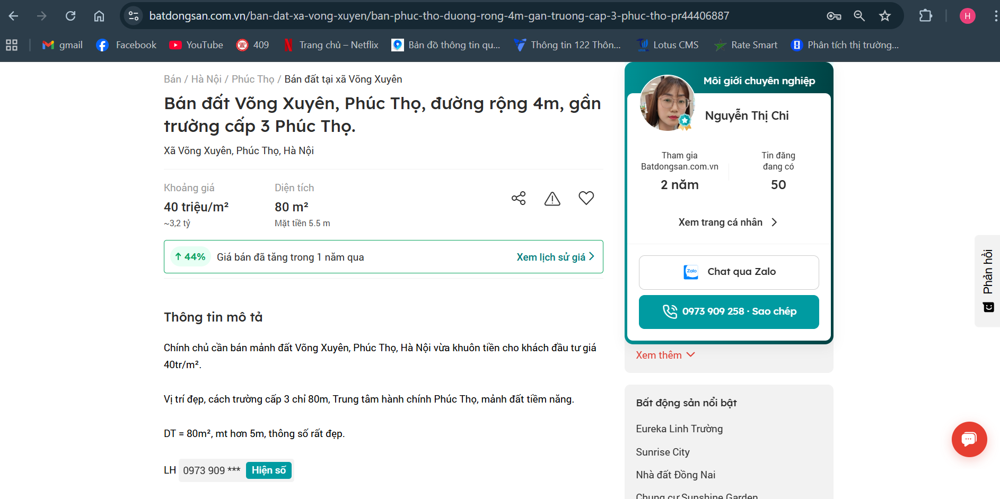 batdongsan.com.vn/ban-dat-xa-vong-xuyen/ban-phuc-tho-duong-rong-4m-gan-truong-cap-3-phuc-tho-pr44406887
H
gmail
Facebook
YouTube
409
Trang chủ – Netflix
Bản đồ thông tin qu...
Thông tin 122 Thôn...
Lotus CMS
Rate Smart
Phân tích thị trường...
Bán / Hà Nội / Phúc Thọ / Bán đất tại xã Võng Xuyên
Bán đất Võng Xuyên, Phúc Thọ, đường rộng 4m, gần
trường cấp 3 Phúc Thọ.
Xã Võng Xuyên, Phúc Thọ, Hà Nội
Khoảng giá
40 triệu/m²
~3,2 tỷ
Diện tích
80 m²
Mặt tiền 5.5 m
44%
Giá bán đã tăng trong 1 năm qua
Xem lịch sử giá
Thông tin mô tả
Chính chủ cần bán mảnh đất Võng Xuyên, Phúc Thọ, Hà Nội vừa khuôn tiền cho khách đầu tư giá
40tr/m².
Vị trí đẹp, cách trường cấp 3 chỉ 80m, Trung tâm hành chính Phúc Thọ, mảnh đất tiềm năng.
DT = 80m², mt hơn 5m, thông số rất đẹp.
LH 0973 909 *** Hiện số
Môi giới chuyên nghiệp
Nguyễn Thị Chi
Tham gia
Batdongsan.com.vn
2 năm
Tin đăng
đang có
50
Xem trang cá nhân
Zalo
Chat qua Zalo
0973 909 258 · Sao chép
Xem thêm
Bất động sản nổi bật
Eureka Linh Trường
Sunrise City
Nhà đất Đồng Nai
Chung cư Sunshine Garden
Phản hồi